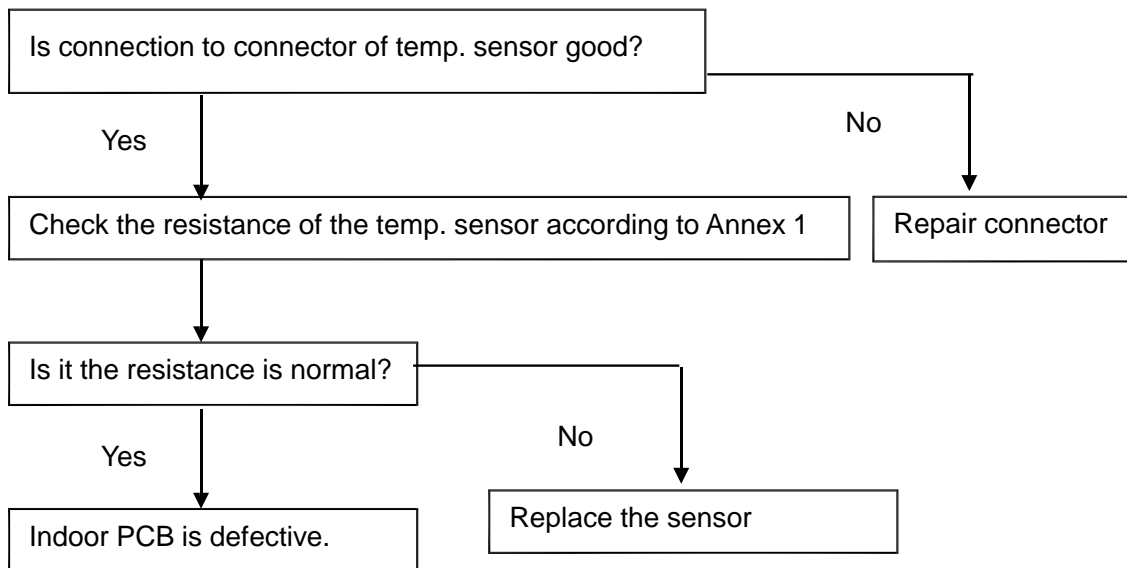 Is connection to connector of temp. sensor good?
Yes
No
Check the resistance of the temp. sensor according to Annex 1
Repair connector
Is it the resistance is normal?
Yes
No
Indoor PCB is defective.
Replace the sensor